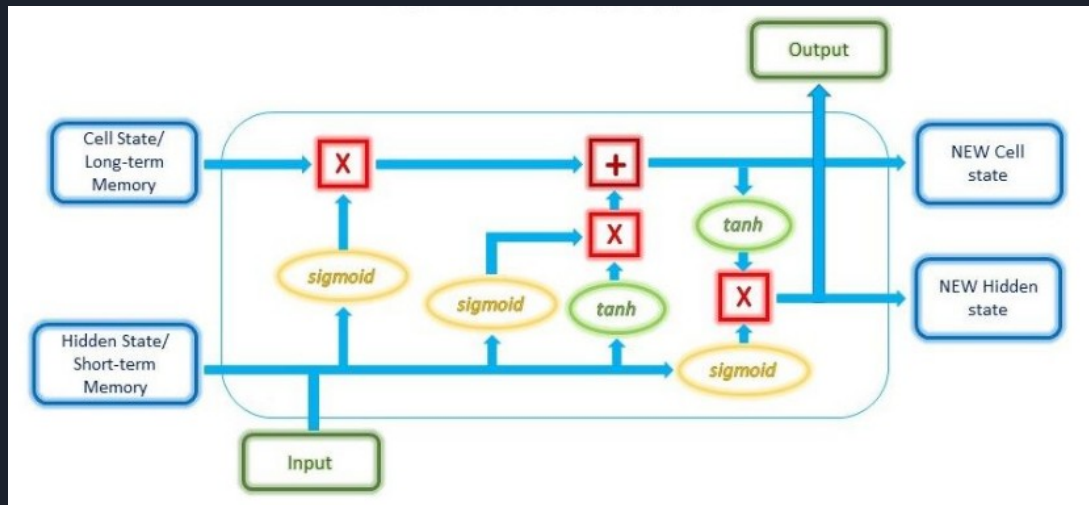 Output
Cell State/
Long-term
Memory
X
+
NEW Cell
state
X
tanh
sigmoid
sigmoid
tanh
X
NEW Hidden
state
Hidden State/
Short-term
Memory
sigmoid
Input